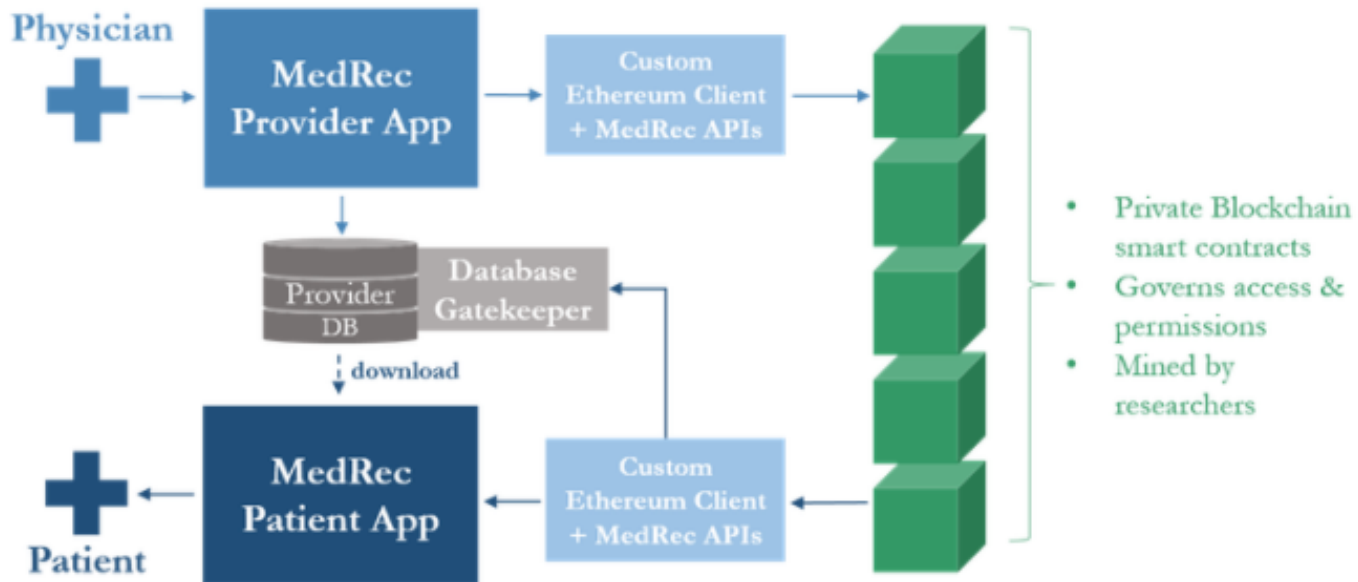 Physician
MedRec
Provider App
Custom
Ethereum Client
+ MedRec APIs
Provider
DB
Database
Gatekeeper
download
• Private Blockchain
smart contracts
• Governs access &
permissions
• Mined by
researchers
MedRec
Patient App
Custom
Ethereum Client
+ MedRec APIs
Patient